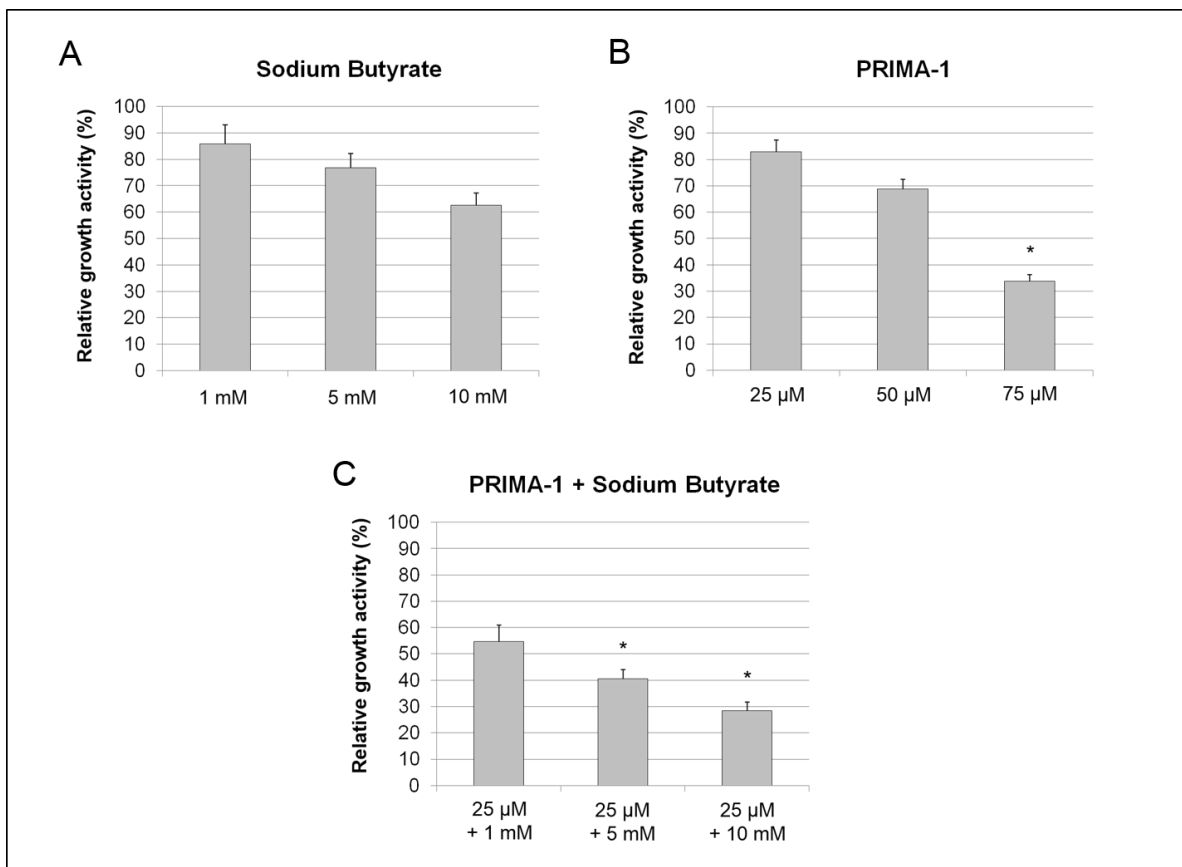 A
Sodium Butyrate
Relative growth activity (%)
100
90
80
70
60
50
40
30
20
10
0
1 mM
5 mM
10 mM
B
PRIMA-1
Relative growth activity (%)
100
90
80
70
60
50
40
30
20
10
0
*
25 µM
50 µM
75 µM
C
PRIMA-1 + Sodium Butyrate
Relative growth activity (%)
100
90
80
70
60
50
40
30
20
10
0
*
*
25 µM
+ 1 mM
25 µM
+ 5 mM
25 µM
+ 10 mM